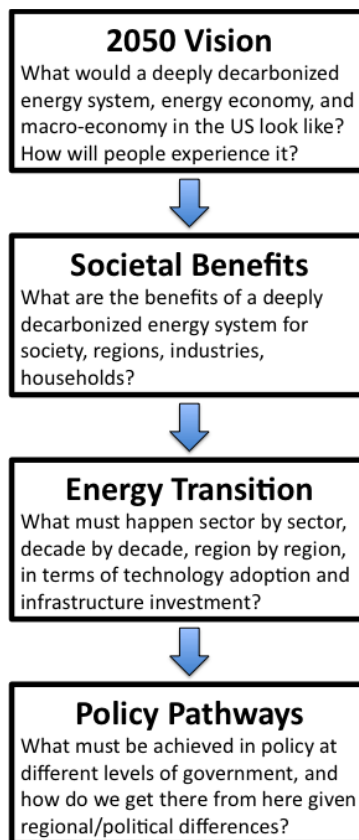 2050 Vision
What would a deeply decarbonized
energy system, energy economy, and
macro-economy in the US look like?
How will people experience it?
Societal Benefits
What are the benefits of a deeply
decarbonized energy system for
society, regions, industries,
households?
Energy Transition
What must happen sector by sector,
decade by decade, region by region,
in terms of technology adoption and
infrastructure investment?
Policy Pathways
What must be achieved in policy at
different levels of government, and
how do we get there from here given
regional/political differences?